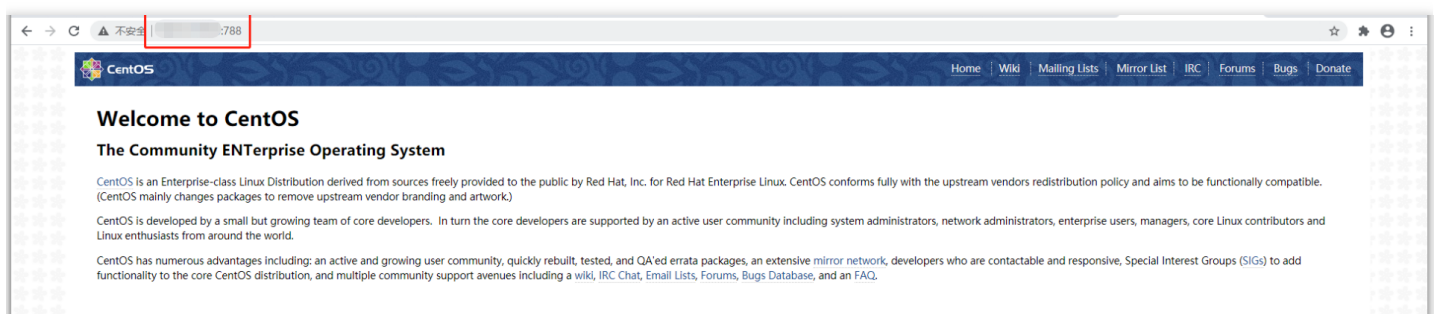 不安全 :788
CentOS Home Wiki Mailing Lists Mirror List IRC Forums Bugs Donate
Welcome to CentOS
The Community ENTerprise Operating System
CentOS is an Enterprise-class Linux Distribution derived from sources freely provided to the public by Red Hat, Inc. for Red Hat Enterprise Linux. CentOS conforms fully with the upstream vendors redistribution policy and aims to be functionally compatible.
(CentOS mainly changes packages to remove upstream vendor branding and artwork.)
CentOS is developed by a small but growing team of core developers. In turn the core developers are supported by an active user community including system administrators, network administrators, enterprise users, managers, core Linux contributors and
Linux enthusiasts from around the world.
CentOS has numerous advantages including: an active and growing user community, quickly rebuilt, tested, and QA'ed errata packages, an extensive mirror network, developers who are contactable and responsive, Special Interest Groups (SIGs) to add
functionality to the core CentOS distribution, and multiple community support avenues including a wiki, IRC Chat, Email Lists, Forums, Bugs Database, and an FAQ.